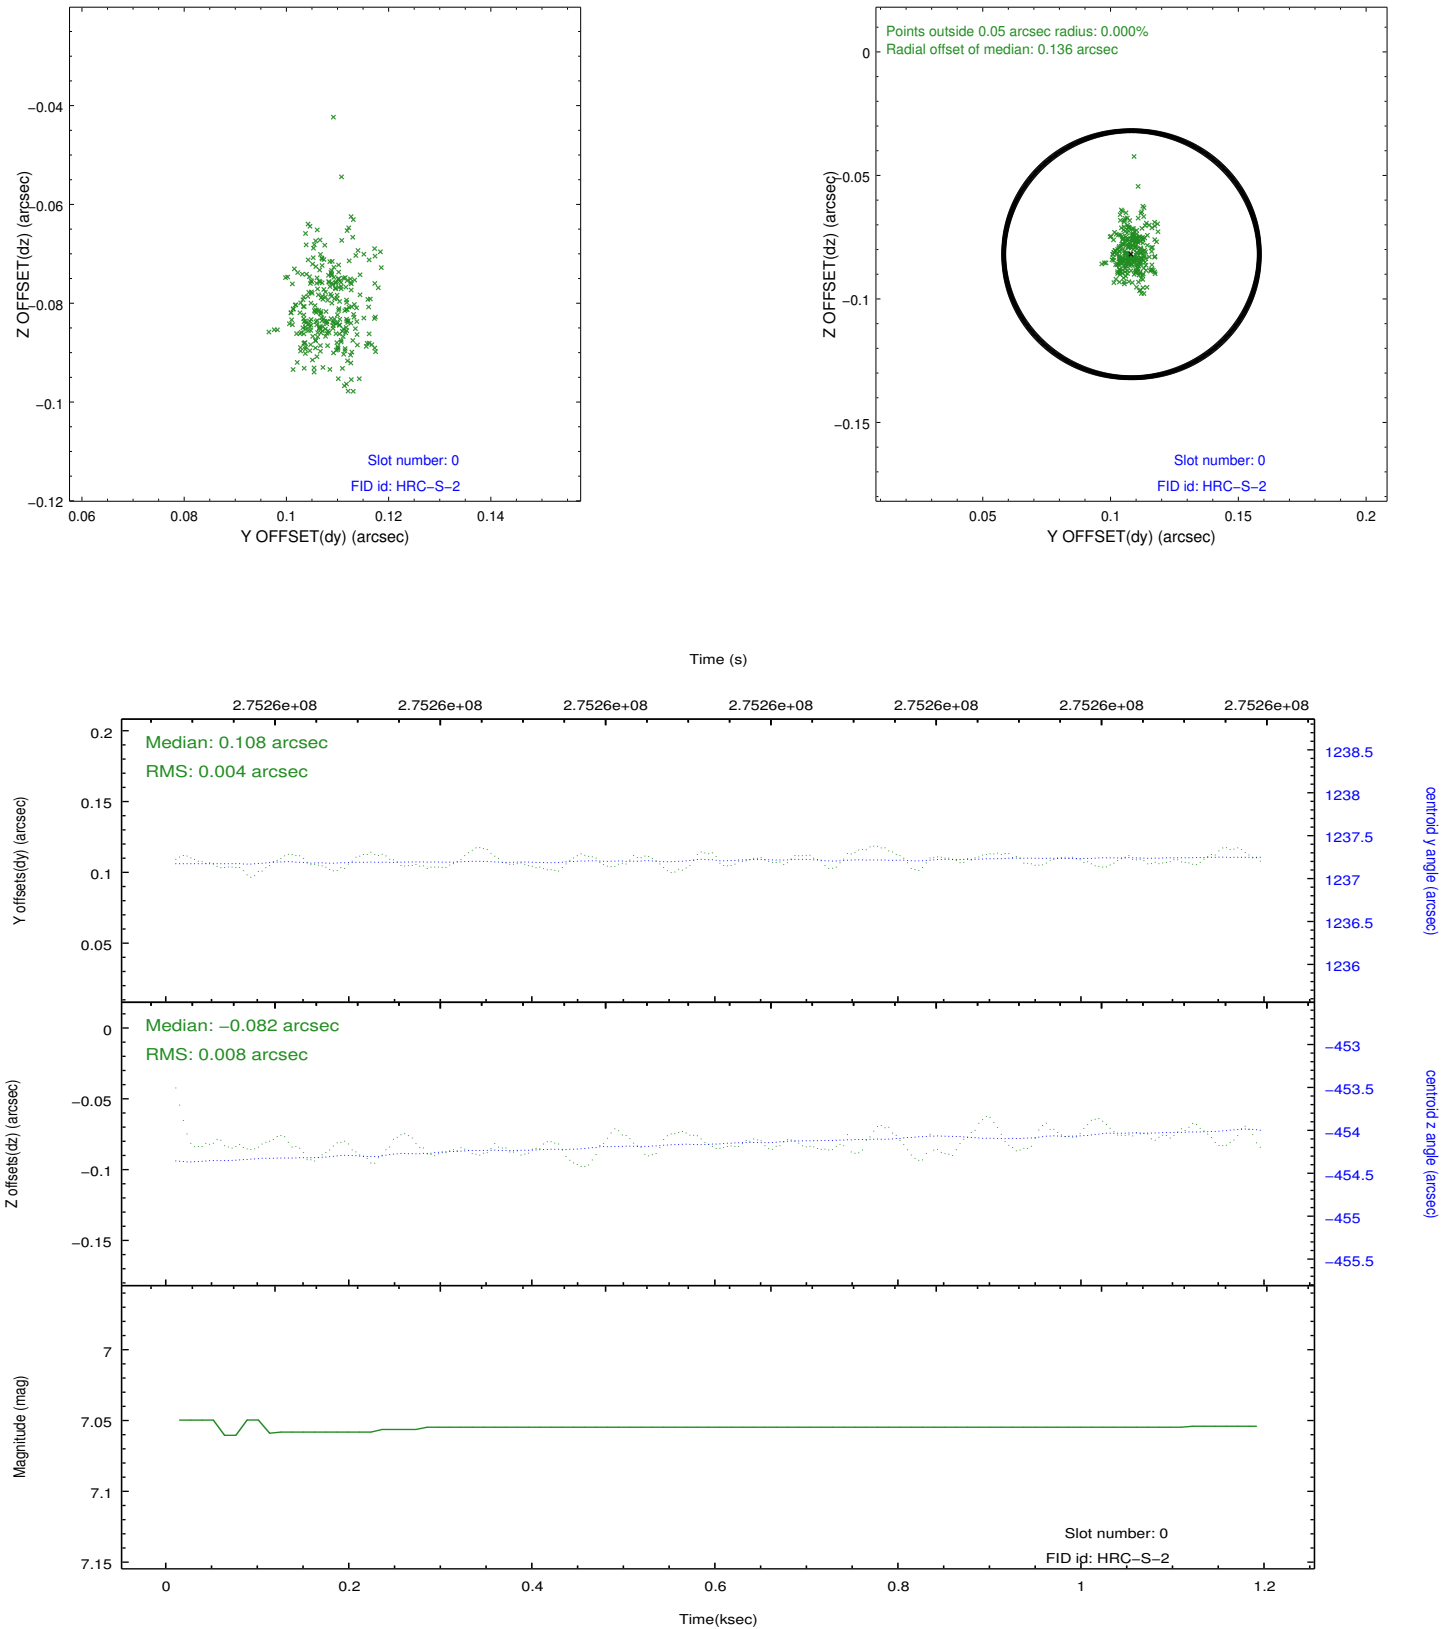 −0.04
−0.06
−0.08
−0.1
−0.12
0.06
0.08
0.1
0.12
0.14
Z OFFSET(dz) (arcsec)
Y OFFSET(dy) (arcsec)
Slot number: 0
FID id: HRC−S−2
Points outside 0.05 arcsec radius: 0.000%
Radial offset of median: 0.136 arcsec
0
−0.05
−0.1
−0.15
0.05
0.1
0.15
0.2
Z OFFSET(dz) (arcsec)
Y OFFSET(dy) (arcsec)
Slot number: 0
FID id: HRC−S−2
Time (s)
2.7526e+08 2.7526e+08 2.7526e+08 2.7526e+08 2.7526e+08 2.7526e+08 2.7526e+08
Median: 0.108 arcsec
RMS: 0.004 arcsec
0.2
0.15
0.1
0.05
Y offsets(dy) (arcsec)
1238.5
1238
1237.5
1237
1236.5
1236
centroid y angle (arcsec)
Median: −0.082 arcsec
RMS: 0.008 arcsec
0
−0.05
−0.1
−0.15
Z offsets(dz) (arcsec)
−453
−453.5
−454
−454.5
−455
−455.5
centroid z angle (arcsec)
7
7.05
7.1
7.15
Magnitude (mag)
Slot number: 0
FID id: HRC−S−2
0 0.2 0.4 0.6 0.8 1 1.2
Time(ksec)